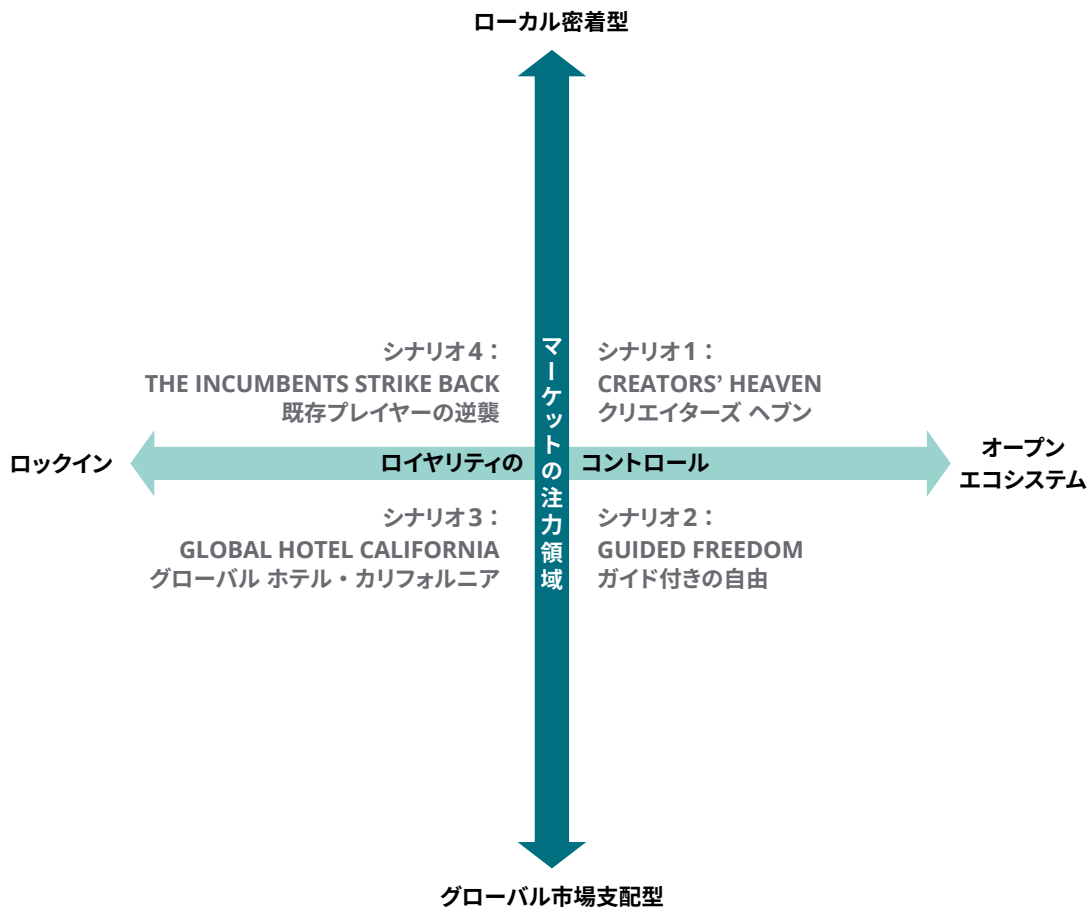 ローカル密着型
マーケットの注力領域
シナリオ4：
THE INCUMBENTS STRIKE BACK
既存プレイヤーの逆襲
シナリオ1：
CREATORS’ HEAVEN
クリエイターズ ヘブン
ロックイン
ロイヤリティの コントロール
オープン
エコシステム
シナリオ3：
GLOBAL HOTEL CALIFORNIA
グローバル ホテル・カリフォルニア
シナリオ2：
GUIDED FREEDOM
ガイド付きの自由
グローバル市場支配型